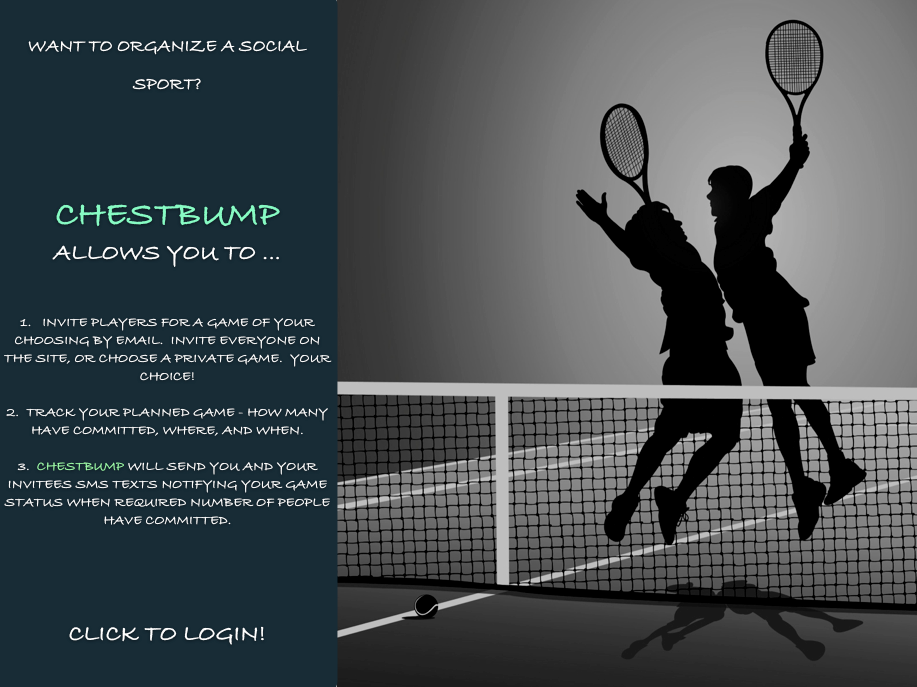 WANT TO ORGANIZE A SOCIAL
SPORT?
CHESTBUMP
ALLOWS YOU TO ...
1. INVITE PLAYERS FOR A GAME OF YOUR
CHOOSING BY EMAIL. INVITE EVERYONE ON
THE SITE, OR CHOOSE A PRIVATE GAME. YOUR
CHOICE!
2. TRACK YOUR PLANNED GAME - HOW MANY
HAVE COMMITTED, WHERE, AND WHEN.
3. CHESTBUMP WILL SEND YOU AND YOUR
INVITEES SMS TEXTS NOTIFYING YOUR GAME
STATUS WHEN REQUIRED NUMBER OF PEOPLE
HAVE COMMITTED.
CLICK TO LOGIN!